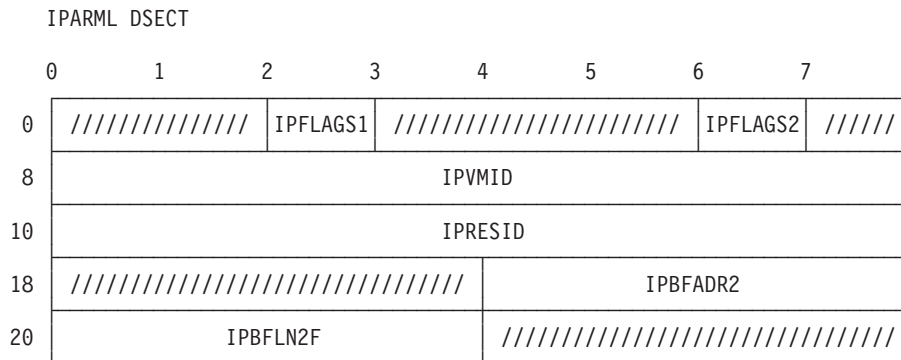 IPARML DSECT
0 1 2 3 4 5 6 7
0 /////////////// IPFLAGS1 //////////////////////// IPFLAGS2 //////
8 IPVMID
10 IPRESID
18 ///////////////////////////////// IPBFADR2
20 IPBFLN2F /////////////////////////////////